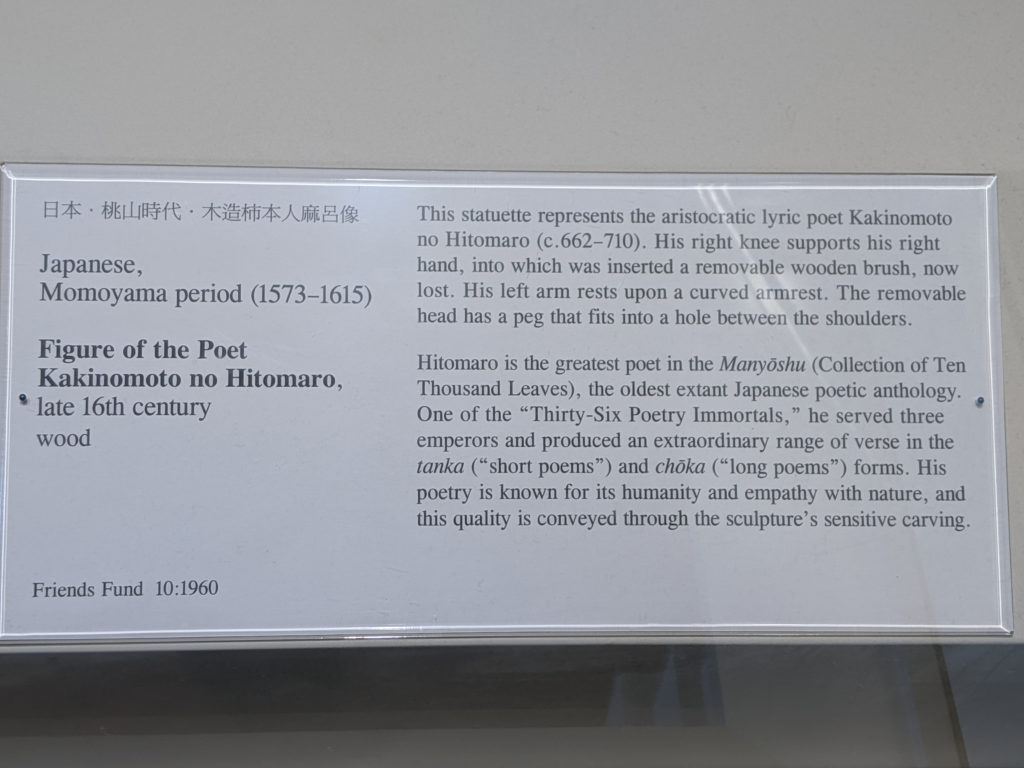 日本・桃山時代・木造柿本人麻呂像
Japanese,
Momoyama period (1573–1615)
Figure of the Poet
Kakinomoto no Hitomaro,
late 16th century
wood
Friends Fund 10:1960
This statuette represents the aristocratic lyric poet Kakinomoto
no Hitomaro (c.662–710). His right knee supports his right
hand, into which was inserted a removable wooden brush, now
lost. His left arm rests upon a curved armrest. The removable
head has a peg that fits into a hole between the shoulders.
Hitomaro is the greatest poet in the Manyōshu (Collection of Ten
Thousand Leaves), the oldest extant Japanese poetic anthology.
One of the “Thirty-Six Poetry Immortals,” he served three
emperors and produced an extraordinary range of verse in the
tanka (“short poems”) and chōka (“long poems”) forms. His
poetry is known for its humanity and empathy with nature, and
this quality is conveyed through the sculpture’s sensitive carving.